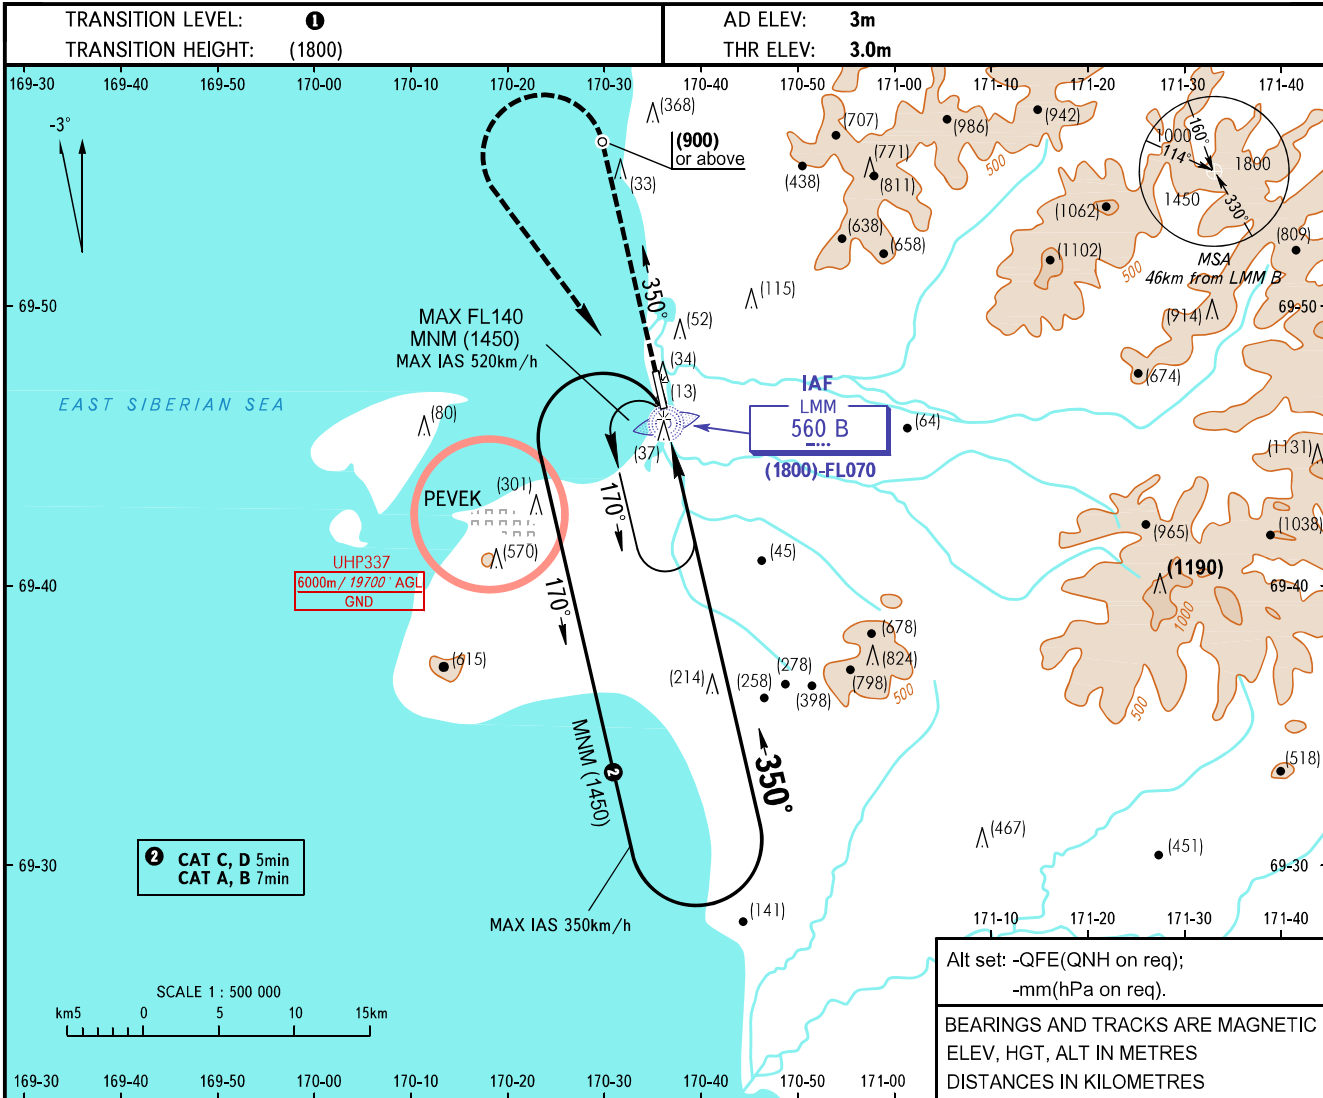 TRANSITION LEVEL: ❶
TRANSITION HEIGHT: (1800)
AD ELEV: 3m
THR ELEV: 3.0m
169-30 169-40 169-50 170-00 170-10 170-20 170-30 170-40 170-50 171-00 171-10 171-20 171-30 171-40
-3°
(368)
(900)
or above
(33)
(707)
(986)
(942)
(771)
(438)
(811)
500
(638)
(658)
(1062)
(1102)
500
160°
1000
114°
1800
1450
330°
(809)
MSA
46km from LMM B
350°
(115)
(914)
69-50
69-50
MAX FL140
MNM (1450)
MAX IAS 520km/h
(52)
(34)
(13)
(674)
EAST SIBERIAN SEA
(80)
IAF
LMM
560 B
(1800)-FL070
(64)
(37)
(1131)
PEVEK
(301)
170°
(570)
(965)
(1038)
UHP337
6000m/19700' AGL
GND
(45)
(1190)
69-40
69-40
1000
170°
(678)
(824)
(615)
(214)
(258)
(278)
(398)
(798)
500
500
MNM (1450)
❷
350°
(518)
(467)
(451)
69-30
69-30
❷ CAT C, D 5min
CAT A, B 7min
MAX IAS 350km/h
(141)
171-10 171-20 171-30 171-40
SCALE 1 : 500 000
km5 0 5 10 15km
Alt set: -QFE(QNH on req);
-mm(hPa on req).
BEARINGS AND TRACKS ARE MAGNETIC
ELEV, HGT, ALT IN METRES
DISTANCES IN KILOMETRES
169-30 169-40 169-50 170-00 170-10 170-20 170-30 170-40 170-50 171-00